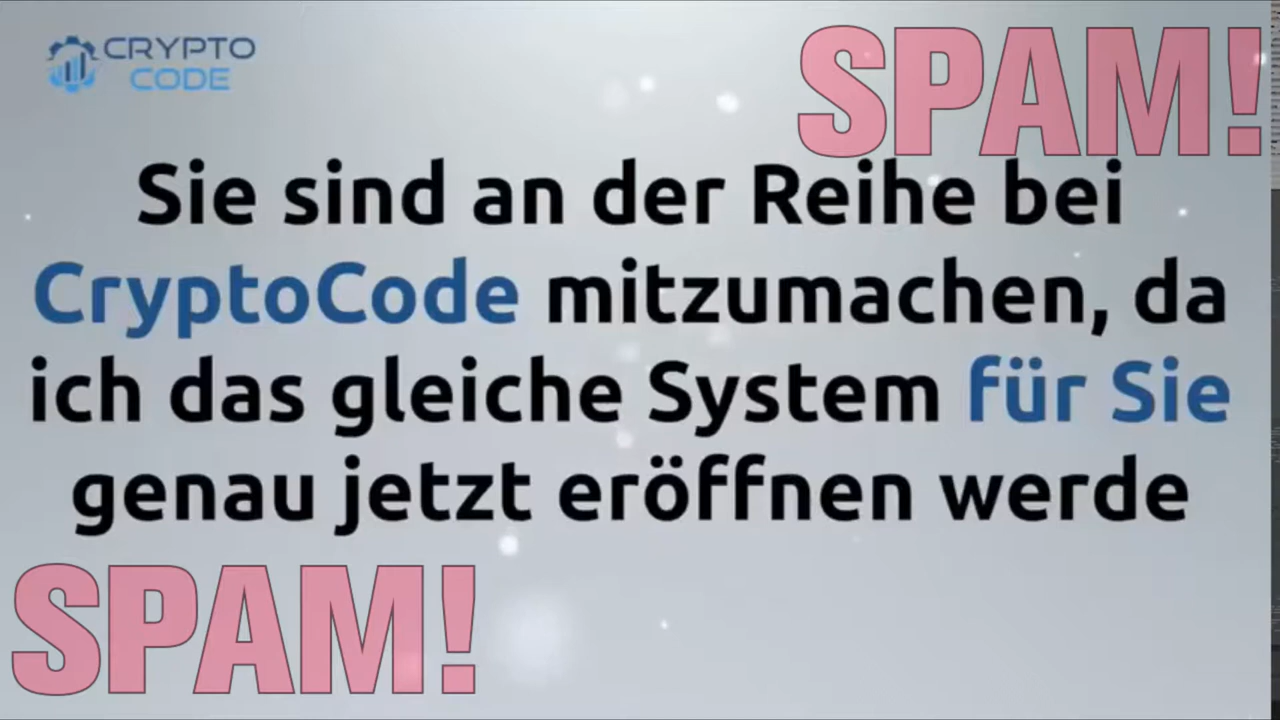 CRYPTO
CODE
SPAM!
Sie sind an der Reihe bei
CryptoCode mitzumachen, da
ich das gleiche System für Sie
genau jetzt eröffnen werde
SPAM!